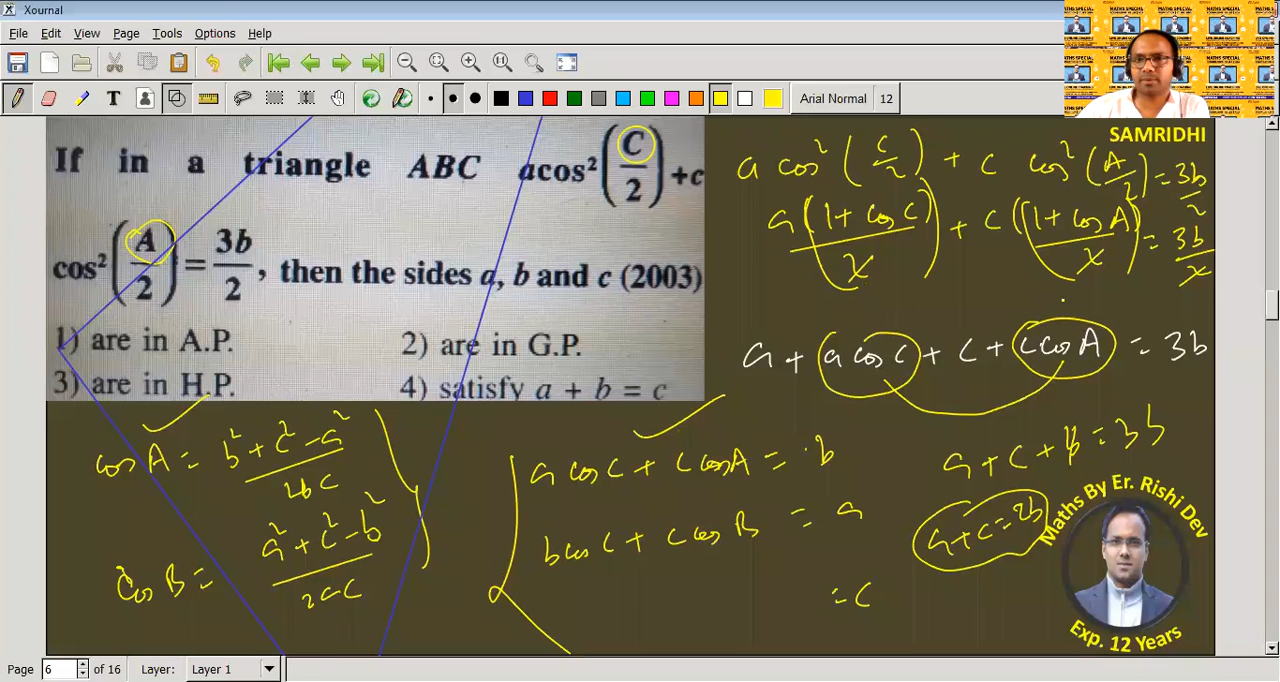 Xournal
File Edit View Page Tools Options Help
Arial Normal 12
SAMRIDHI
If in a triangle ABC acos²(C/2)+c
cos²(A/2) = 3b/2, then the sides a, b and c (2003)
1) are in A.P. 2) are in G.P.
3) are in H.P. 4) satisfy a + b = c
a cos²(c/2) + c cos²(A/2) = 3b/2
a(1 + cos C)/2 + c(1 + cos A)/2 = 3b/2
a + a cos C + c + c cos A = 3b
a + c + b = 3b
a + c = 2b
cos A = b² + c² - a² / 2bc
cos B = a² + c² - b² / 2ac
a cos C + c cos A = b
b cos C + c cos B = a
= c
Maths By Er. Rishi Dev
Exp. 12 Years
Page 6 of 16 Layer: Layer 1